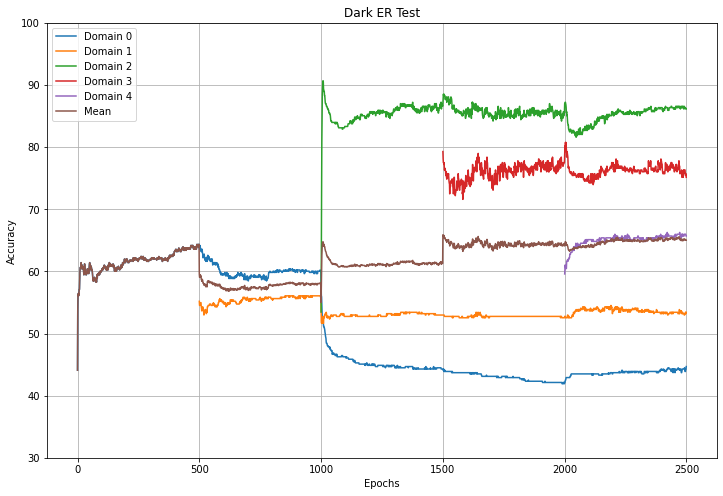 Dark ER Test
100
90
80
70
60
50
40
30
Accuracy
Domain 0
Domain 1
Domain 2
Domain 3
Domain 4
Mean
0 500 1000 1500 2000 2500
Epochs